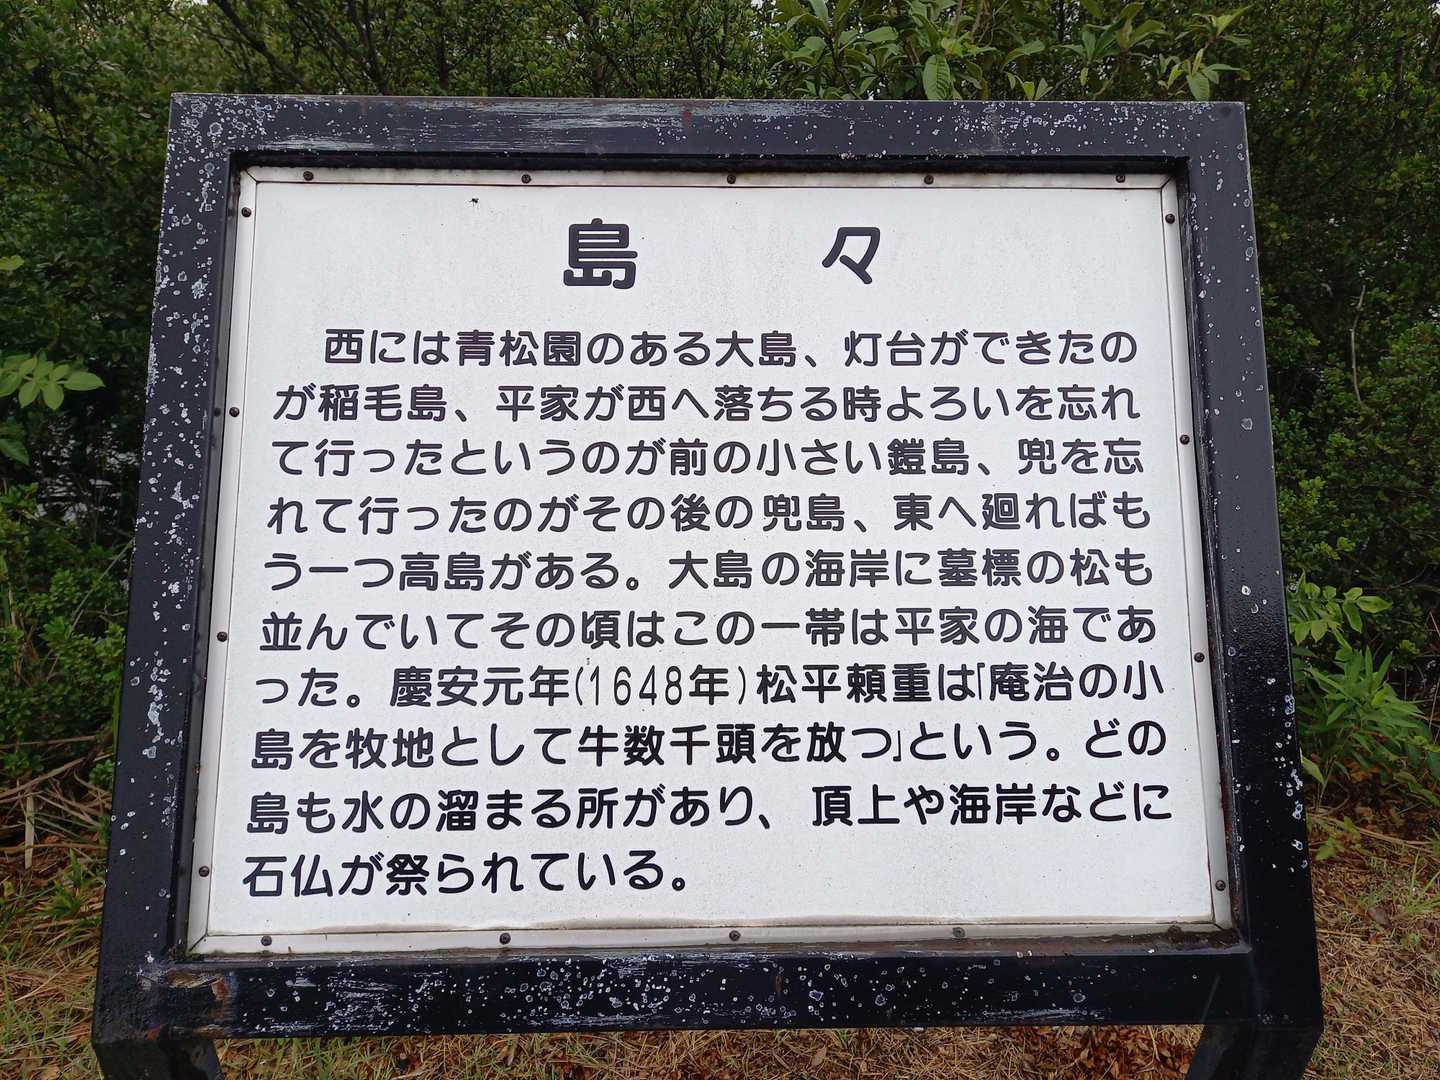 島々
西には青松園のある大島、灯台ができたの
が稲毛島、平家が西へ落ちる時よろいを忘れ
て行ったというのが前の小さい鎧島、兜を忘
れて行ったのがその後の兜島、東へ廻ればも
う一つ高島がある。大島の海岸に墓標の松も
並んでいてその頃はこの一帯は平家の海であ
った。慶安元年(1648年)松平頼重は「庵治の小
島を牧地として牛数千頭を放つ」という。どの
島も水の溜まる所があり、頂上や海岸などに
石仏が祭られている。